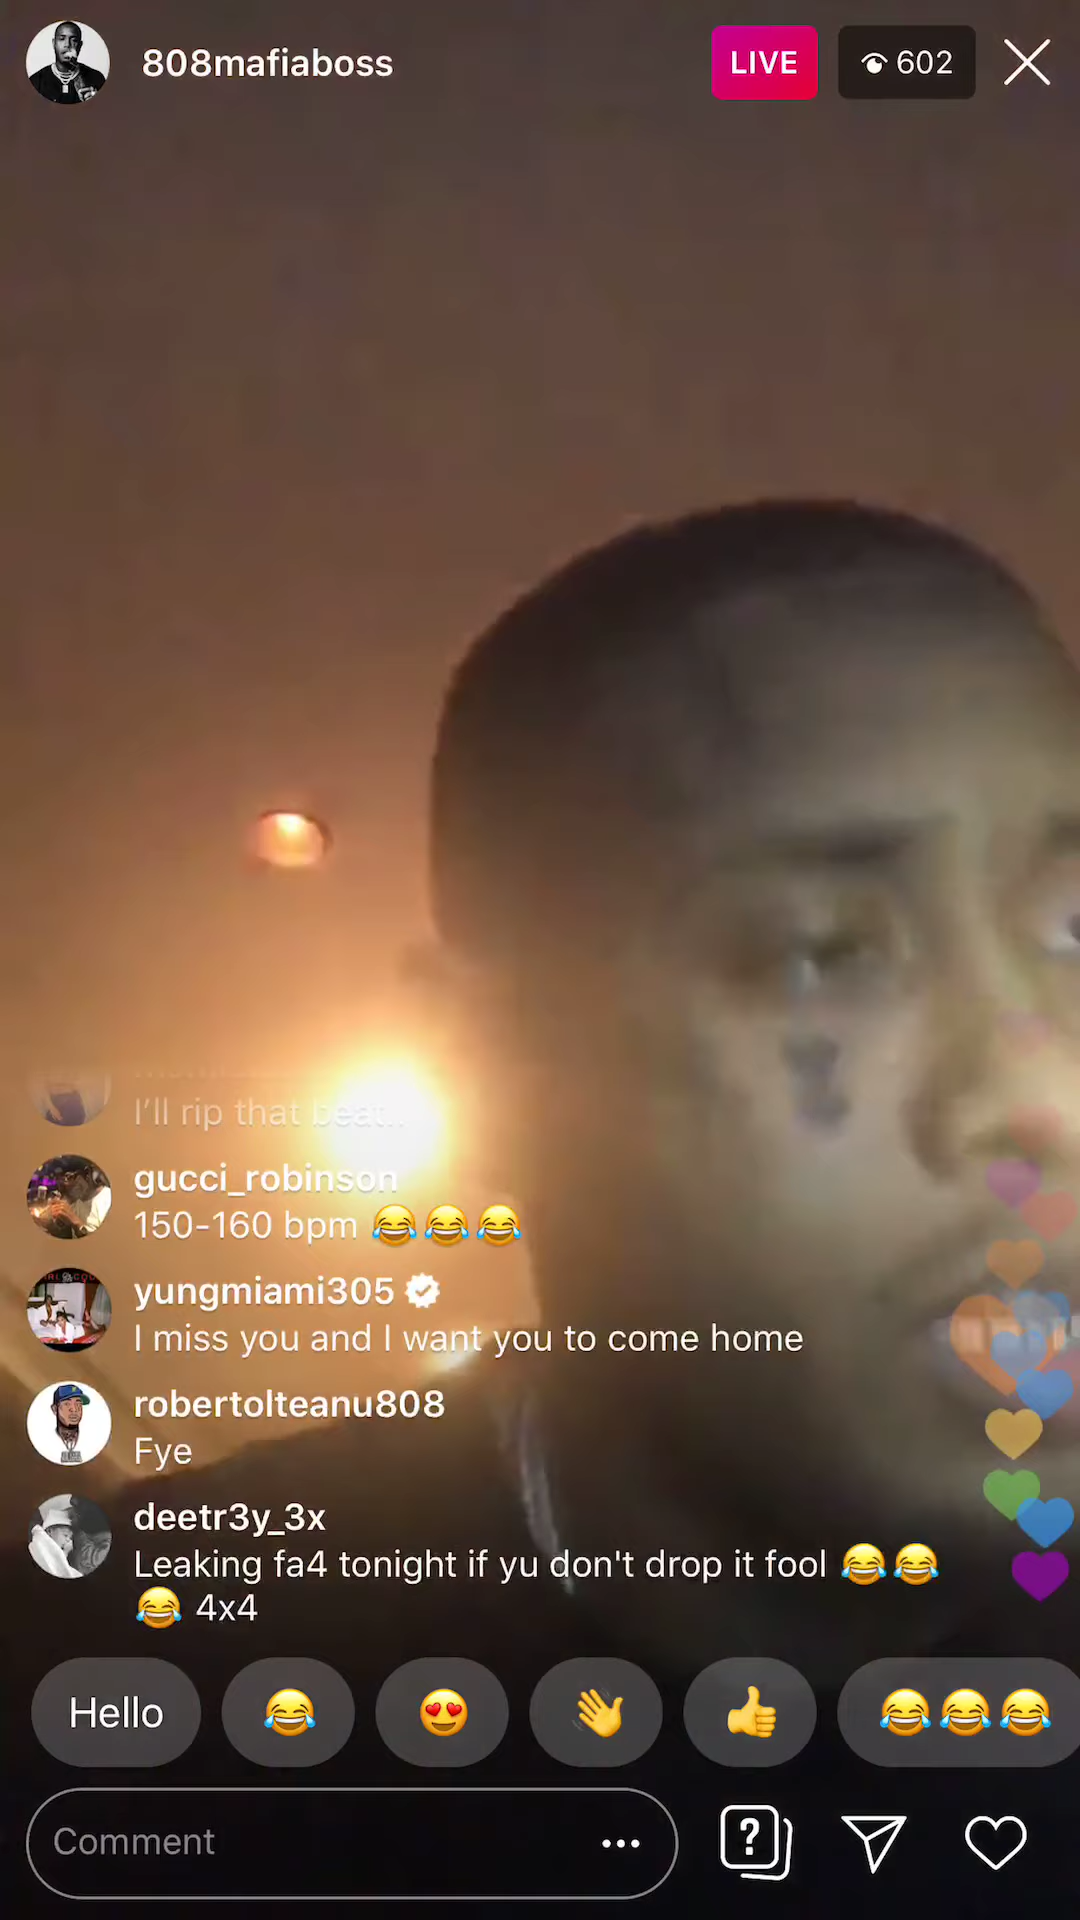 808mafiaboss
LIVE
602
I'll rip that beat..
gucci_robinson
150-160 bpm 😂😂😂
yungmiami305
I miss you and I want you to come home
robertolteanu808
Fye
deetr3y_3x
Leaking fa4 tonight if yu don't drop it fool 😂😂
😂 4x4
Hello 😂 😍 👋 👍 😂😂😂
Comment